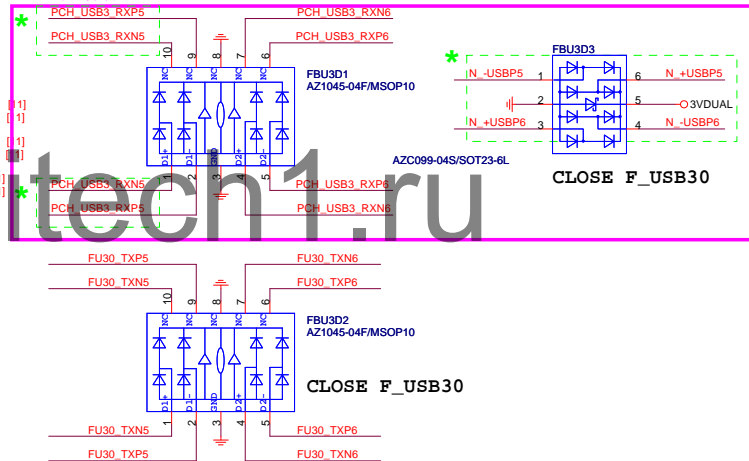 PCH_USB3_RXP5
PCH_USB3_RXN6
PCH_USB3_RXN5
PCH_USB3_RXP6
*
10
9
8
7
6
NC
NC
NC
NC
FBU3D1
AZ1045-04F/MSOP10
D1+
D1-
GND
D2+
D2-
1
2
3
4
5
PCH_USB3_RXN5
PCH_USB3_RXP6
*
PCH_USB3_RXP5
PCH_USB3_RXN6
*
FBU3D3
N_-USBP5
1
6
N_+USBP5
2
5
3VDUAL
N_+USBP6
3
4
N_-USBP6
AZC099-04S/SOT23-6L
CLOSE F_USB30
itech1.ru
FU30_TXP5
FU30_TXN6
FU30_TXN5
FU30_TXP6
10
9
8
7
6
NC
NC
NC
NC
FBU3D2
AZ1045-04F/MSOP10
CLOSE F_USB30
D1+
D1-
GND
D2+
D2-
1
2
3
4
5
FU30_TXN5
FU30_TXP6
FU30_TXP5
FU30_TXN6